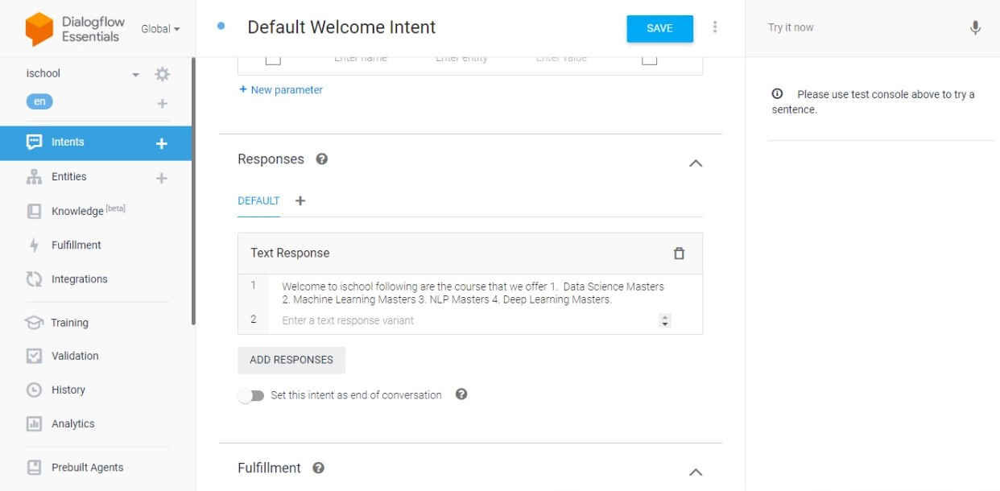 Dialogflow
Essentials
Global
Default Welcome Intent
SAVE
Try it now
ischool
en
Intents
Entities
Knowledge [beta]
Fulfillment
Integrations
Training
Validation
History
Analytics
Prebuilt Agents
Enter name Enter entity Enter value
+ New parameter
Responses
DEFAULT +
Text Response
1 Welcome to ischool following are the course that we offer 1. Data Science Masters
2. Machine Learning Masters 3. NLP Masters 4. Deep Learning Masters.
2 Enter a text response variant
ADD RESPONSES
Set this intent as end of conversation
Fulfillment
Please use test console above to try a
sentence.